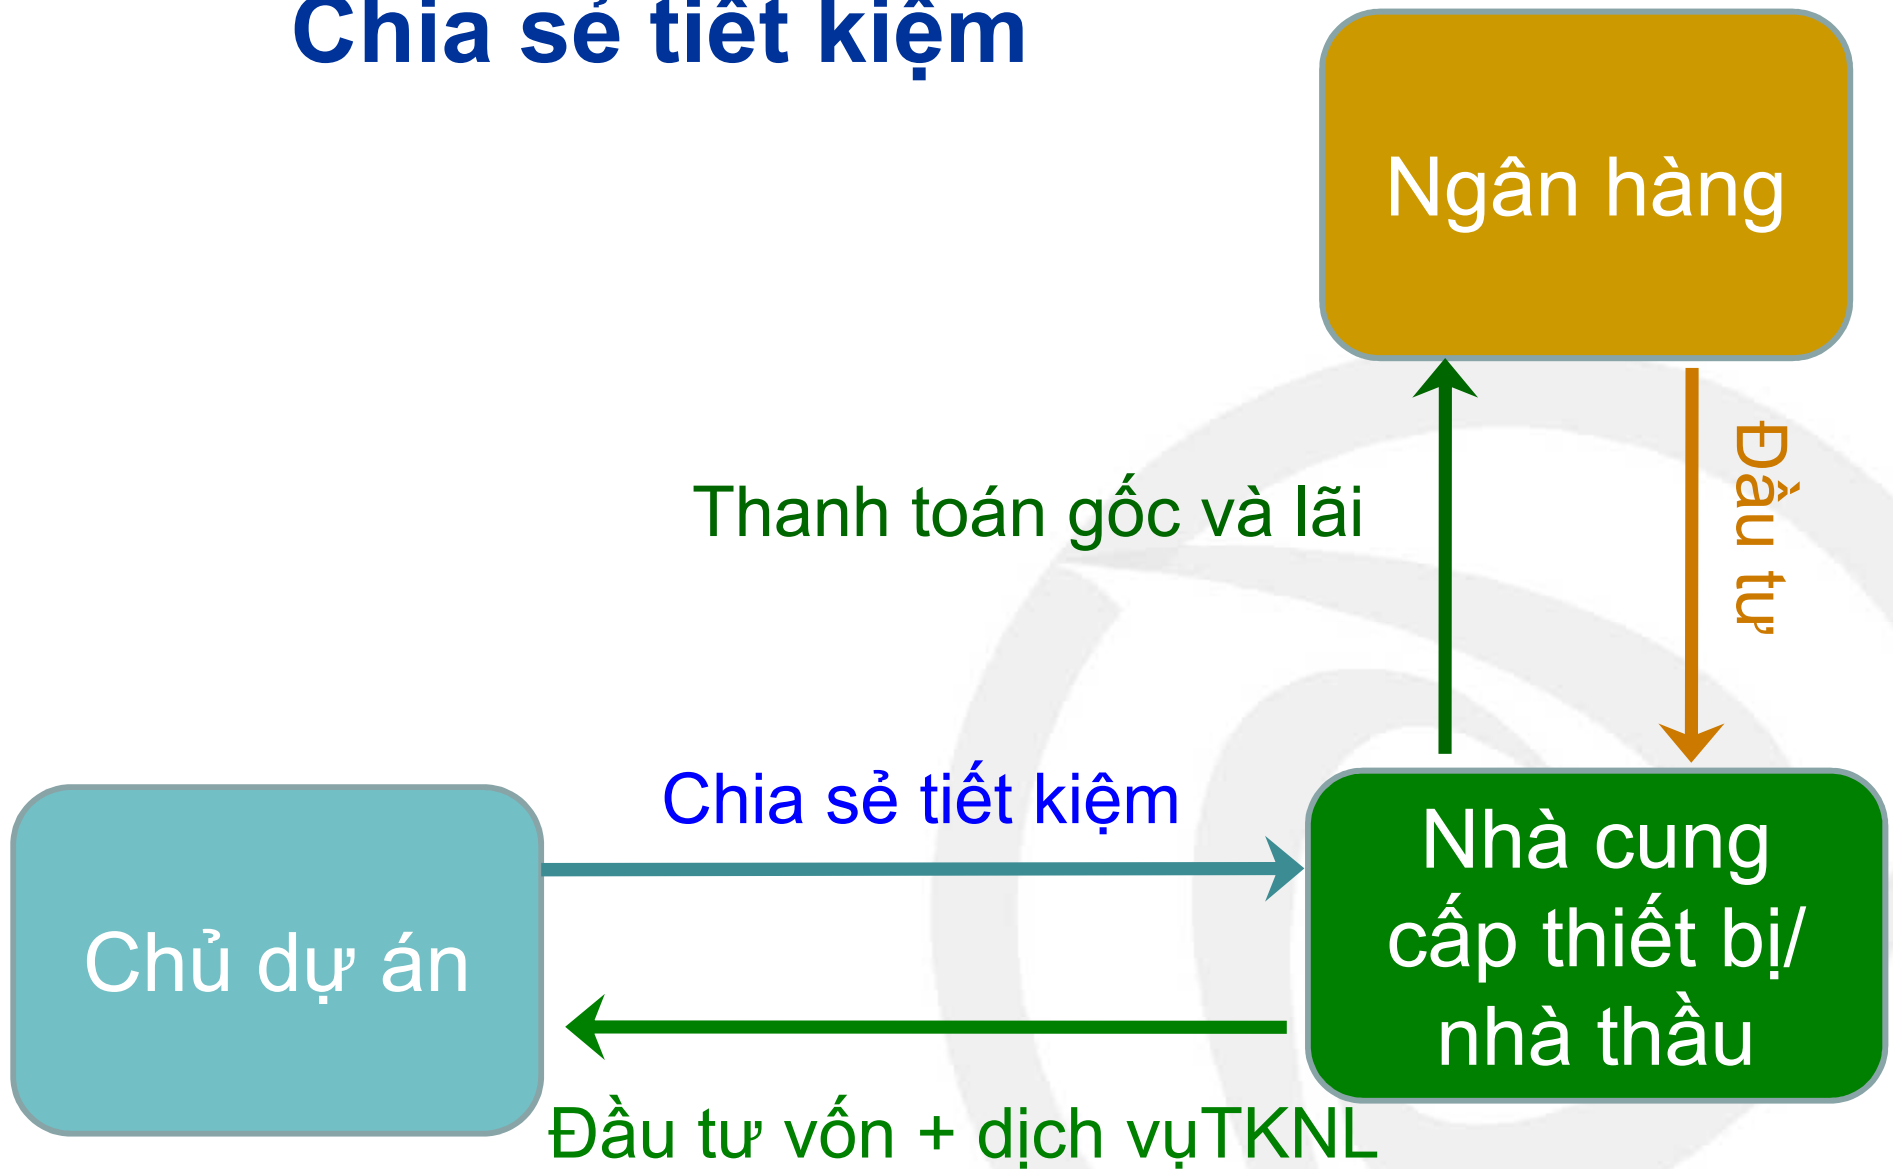 Chia sẻ tiết kiệm
Ngân hàng
Thanh toán gốc và lãi
Đầu tư
Chia sẻ tiết kiệm
Chủ dự án
Nhà cung
cấp thiết bị/
nhà thầu
Đầu tư vốn + dịch vụTKNL